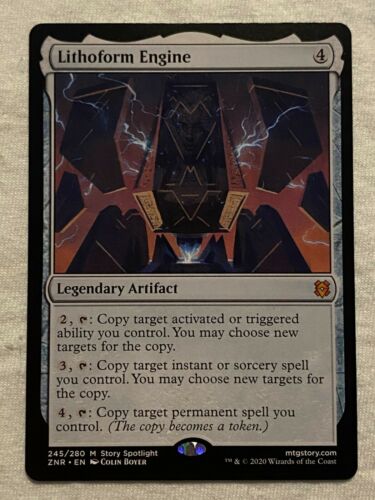 Lithoform Engine 4
Legendary Artifact
2, : Copy target activated or triggered
ability you control. You may choose new
targets for the copy.
3, : Copy target instant or sorcery spell
you control. You may choose new targets for
the copy.
4, : Copy target permanent spell you
control. (The copy becomes a token.)
245/280 M Story Spotlight
ZNR • EN Colin Boyer
mtgstory.com
™ & © 2020 Wizards of the Coast